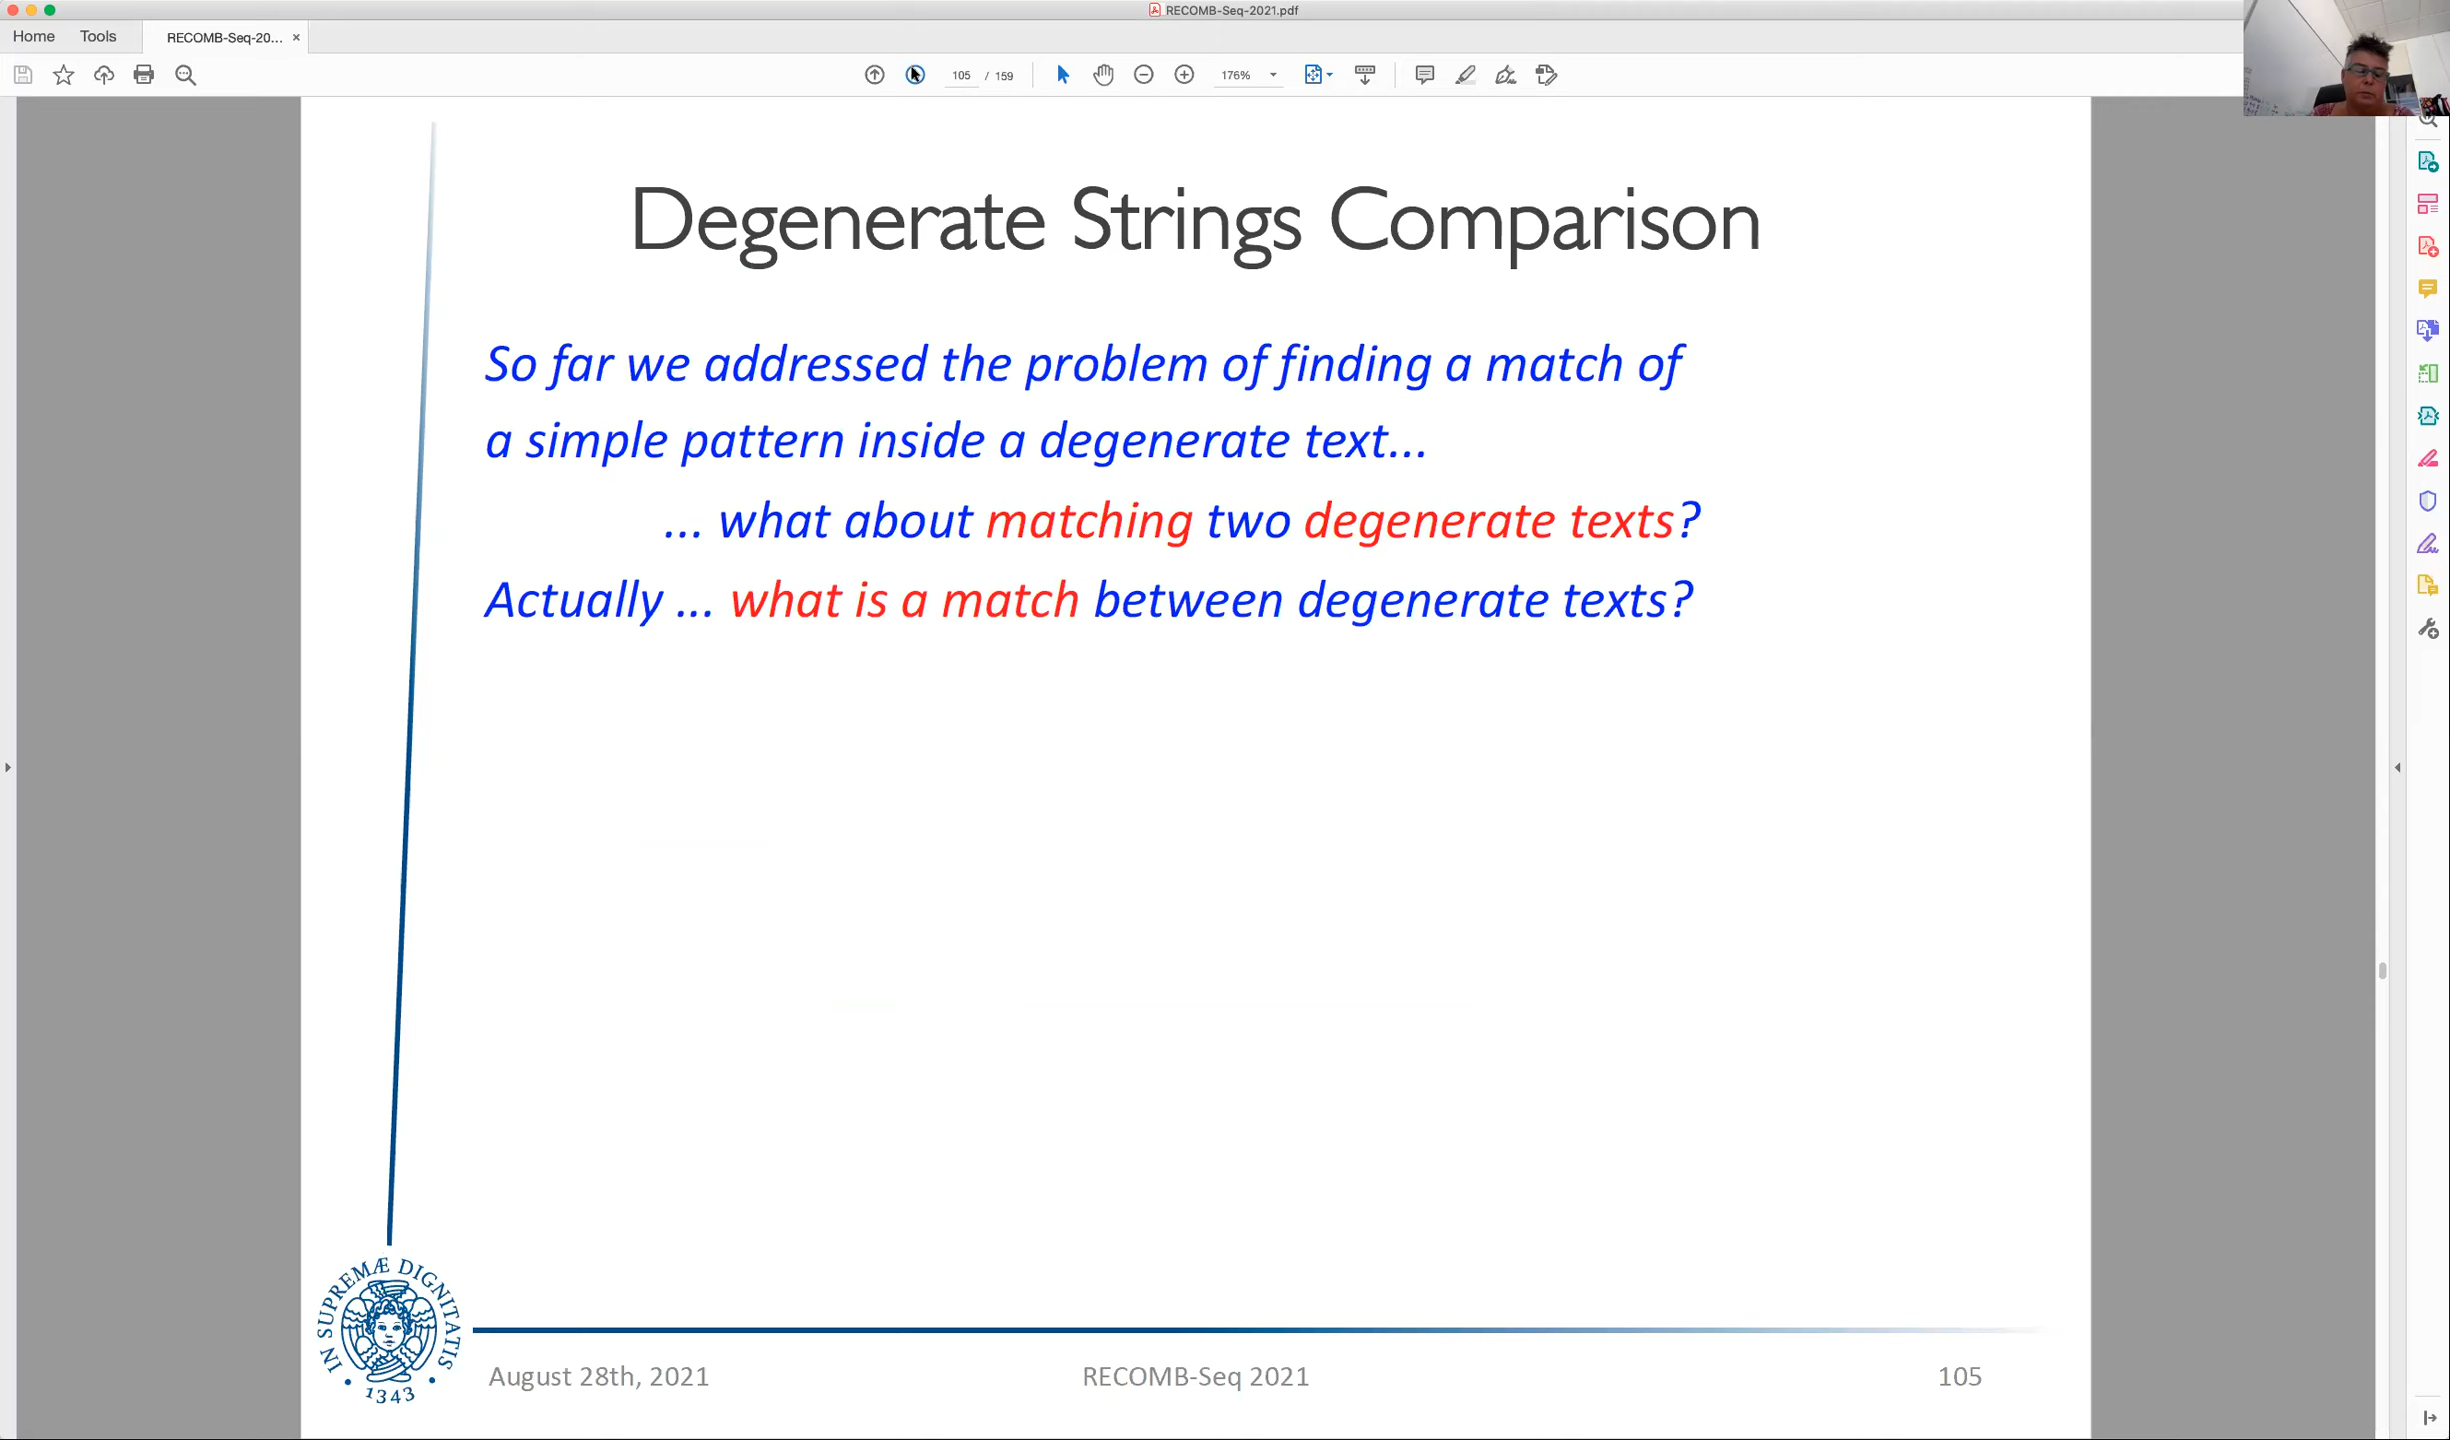 RECOMB-Seq-2021.pdf
Home Tools RECOMB-Seq-20... ×
105 / 159 176%
Degenerate Strings Comparison
So far we addressed the problem of finding a match of
a simple pattern inside a degenerate text...
... what about matching two degenerate texts?
Actually ... what is a match between degenerate texts?
IN SUPREMÆ DIGNITATIS
· 1343 ·
August 28th, 2021 RECOMB-Seq 2021 105